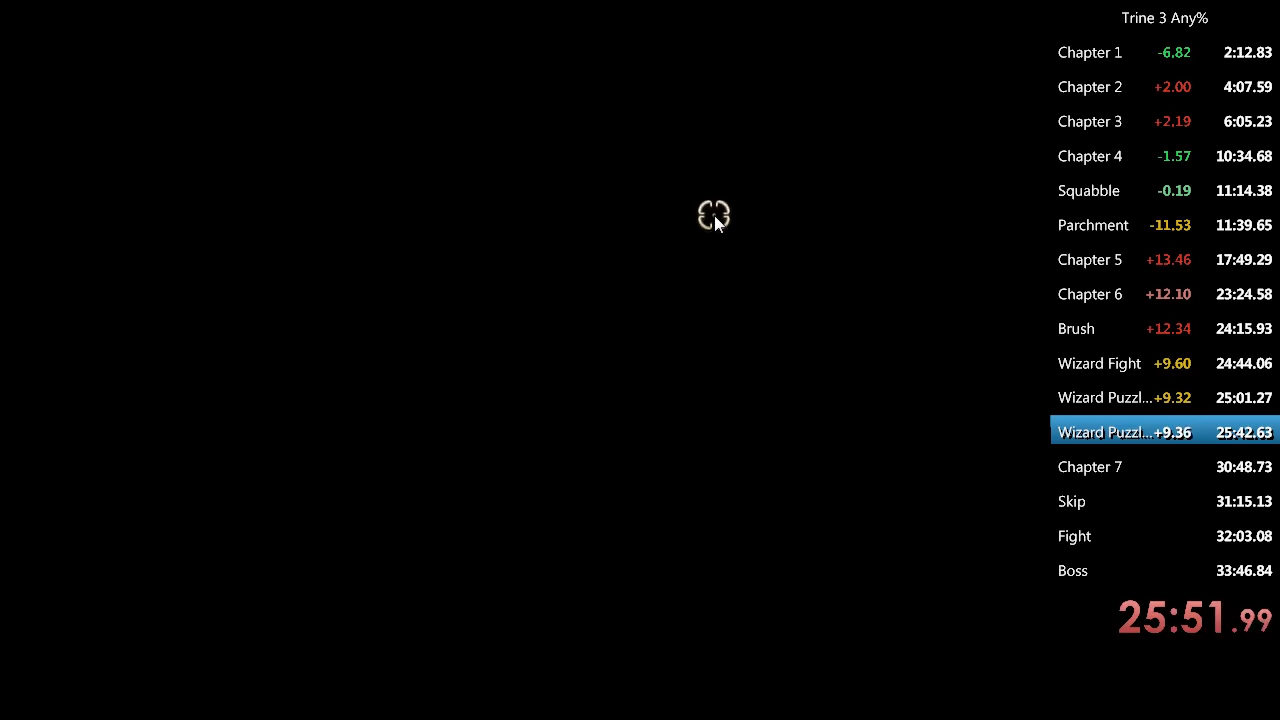 Trine 3 Any%
Chapter 1 -6.82 2:12.83
Chapter 2 +2.00 4:07.59
Chapter 3 +2.19 6:05.23
Chapter 4 -1.57 10:34.68
Squabble -0.19 11:14.38
Parchment -11.53 11:39.65
Chapter 5 +13.46 17:49.29
Chapter 6 +12.10 23:24.58
Brush +12.34 24:15.93
Wizard Fight +9.60 24:44.06
Wizard Puzzl... +9.32 25:01.27
Wizard Puzzl... +9.36 25:42.63
Chapter 7 30:48.73
Skip 31:15.13
Fight 32:03.08
Boss 33:46.84
25:51.99